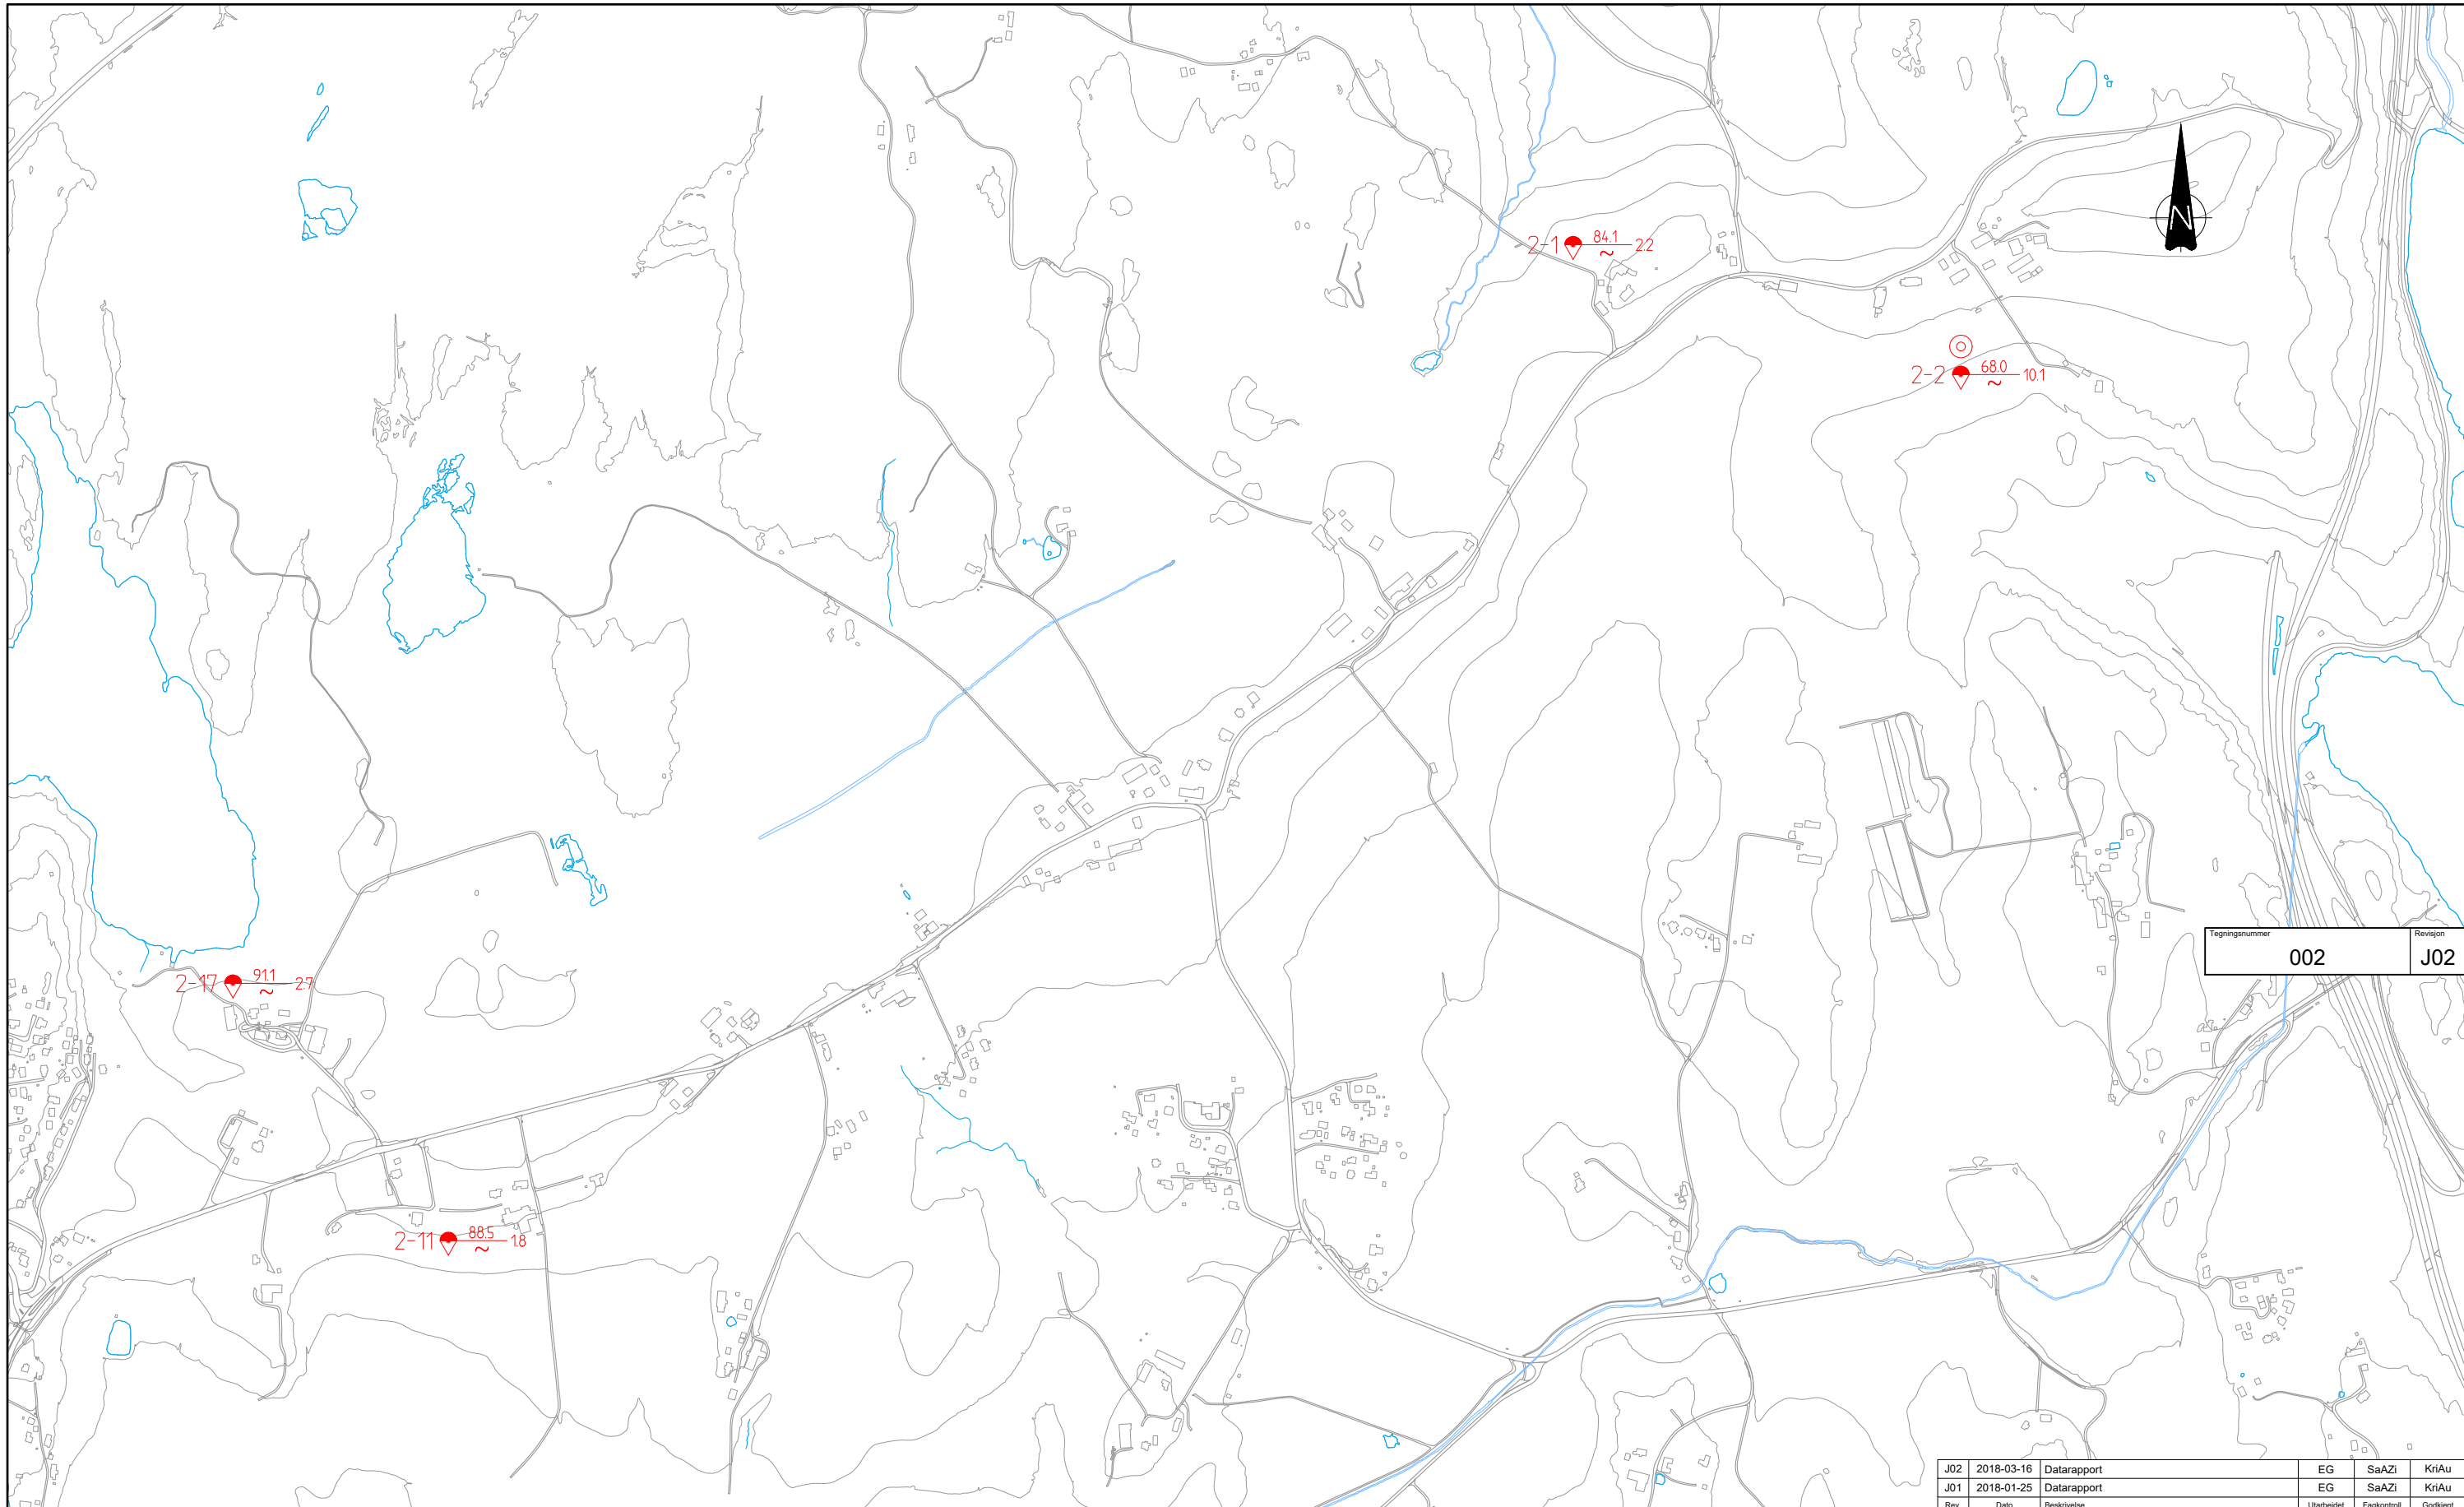 N
2-1 84.1 ~ 2.2
2-2 68.0 ~ 10.1
Tegningsnummer Revisjon
002 J02
2-17 91.1 ~ 2.7
2-11 88.5 ~ 1.8
J02 2018-03-16 Datarapport EG SaAZi KriAu
J01 2018-01-25 Datarapport EG SaAZi KriAu
Rev. Dato Beskrivelse Utarbeidet Fagkontroll Godkjent